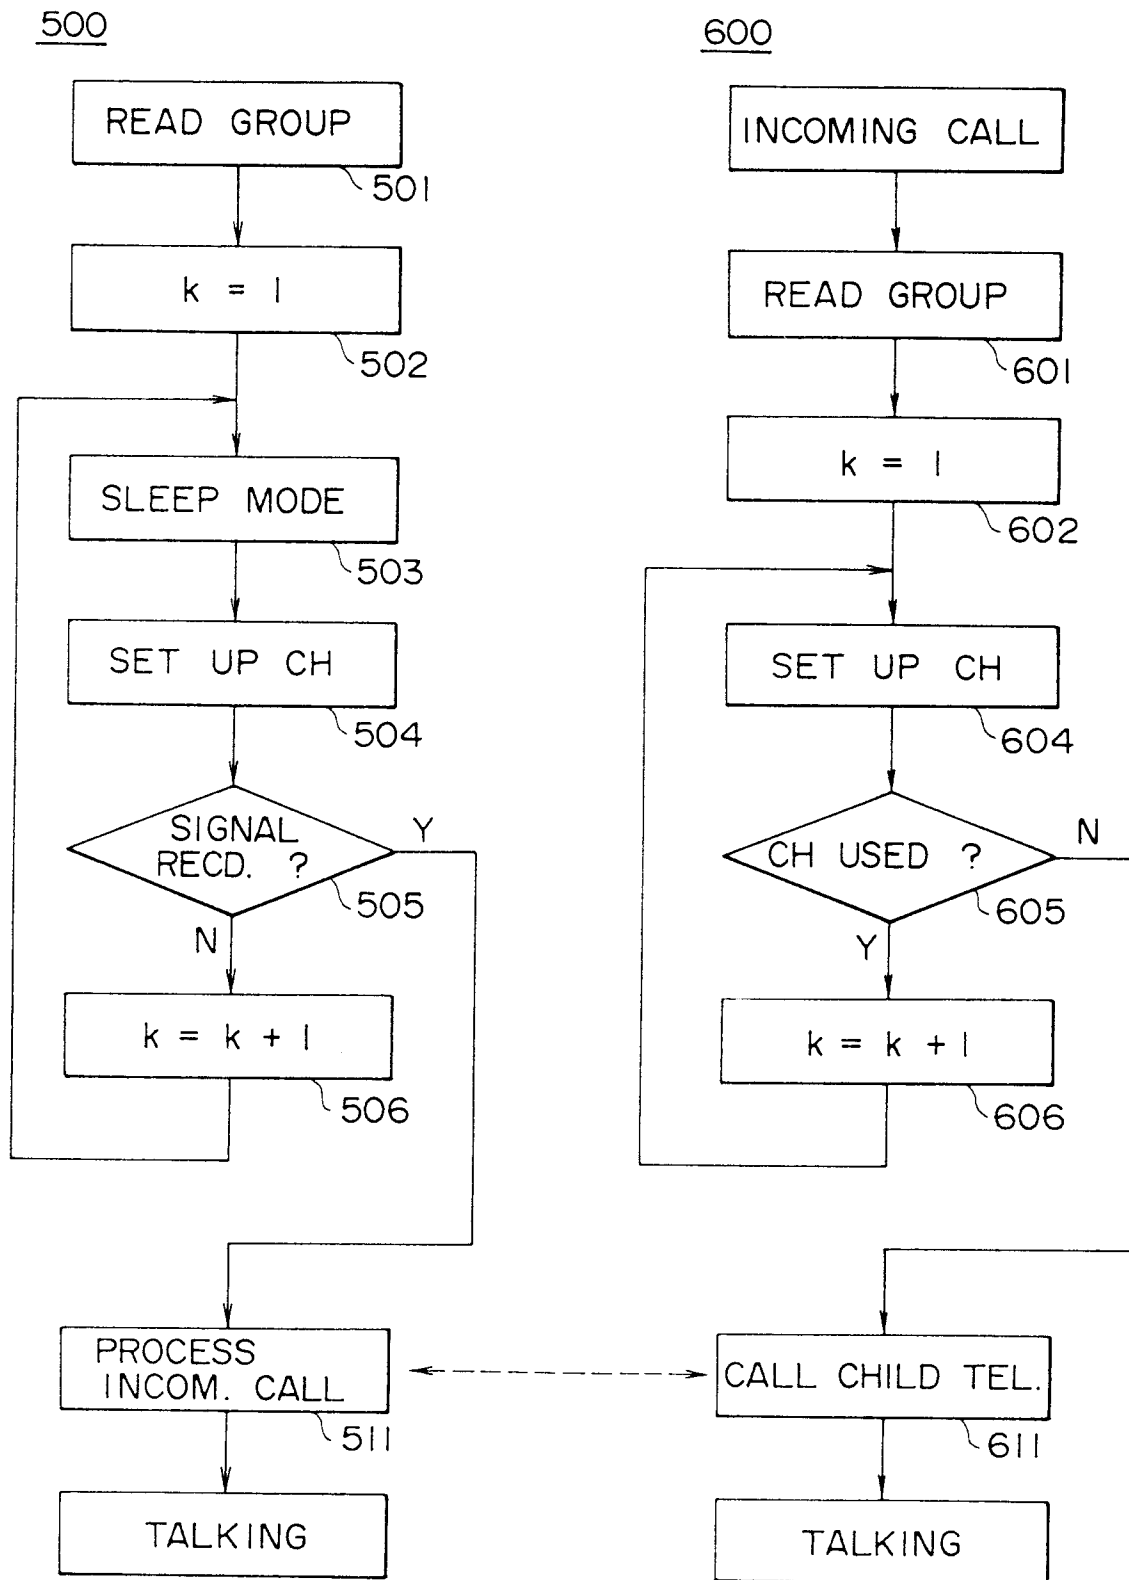 500
READ GROUP
501
k = 1
502
SLEEP MODE
503
SET UP CH
504
SIGNAL
RECD. ?
Y
505
N
k = k + 1
506
PROCESS
INCOM. CALL
511
TALKING
600
INCOMING CALL
READ GROUP
601
k = 1
602
SET UP CH
604
CH USED ?
N
605
Y
k = k + 1
606
CALL CHILD TEL.
611
TALKING